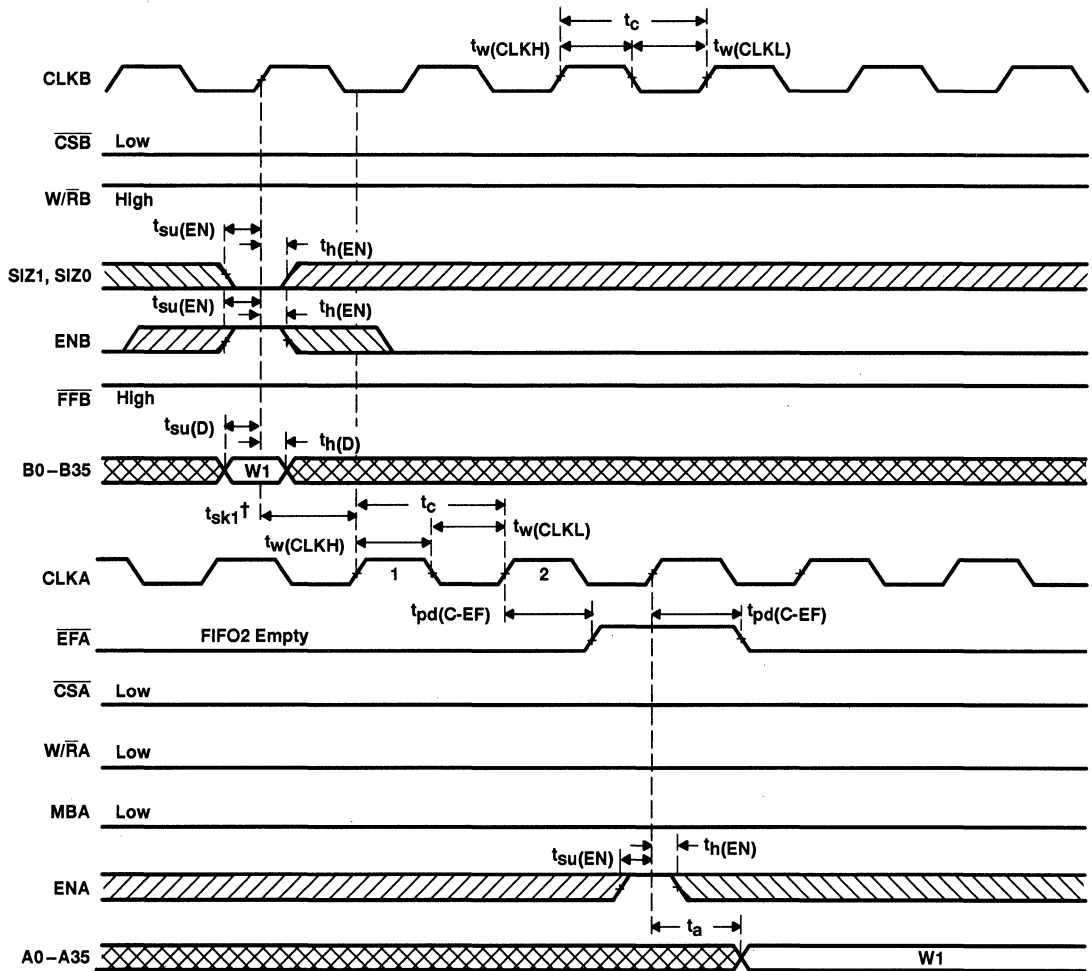 tc
tw(CLKH) tw(CLKL)
CLKB
CSB Low
W/RB High
tsu(EN) th(EN)
SIZ1, SIZ0
tsu(EN) th(EN)
ENB
FFB High
tsu(D) th(D)
B0–B35 W1
tsk1† tc
tw(CLKH) tw(CLKL)
CLKA 1 2
tpd(C-EF) tpd(C-EF)
EFA FIFO2 Empty
CSA Low
W/RA Low
MBA Low
tsu(EN) th(EN)
ENA
ta
A0–A35 W1